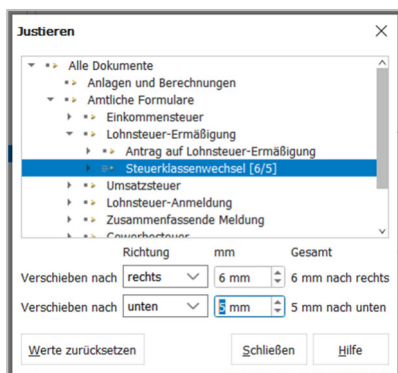 Justieren
Alle Dokumente
Anlagen und Berechnungen
Amtliche Formulare
Einkommensteuer
Lohnsteuer-Ermäßigung
Antrag auf Lohnsteuer-Ermäßigung
Steuerklassenwechsel [6/5]
Umsatzsteuer
Lohnsteuer-Anmeldung
Zusammenfassende Meldung
Gewerbesteuer
Richtung mm Gesamt
Verschieben nach rechts 6 mm 6 mm nach rechts
Verschieben nach unten 5 mm 5 mm nach unten
Werte zurücksetzen Schließen Hilfe